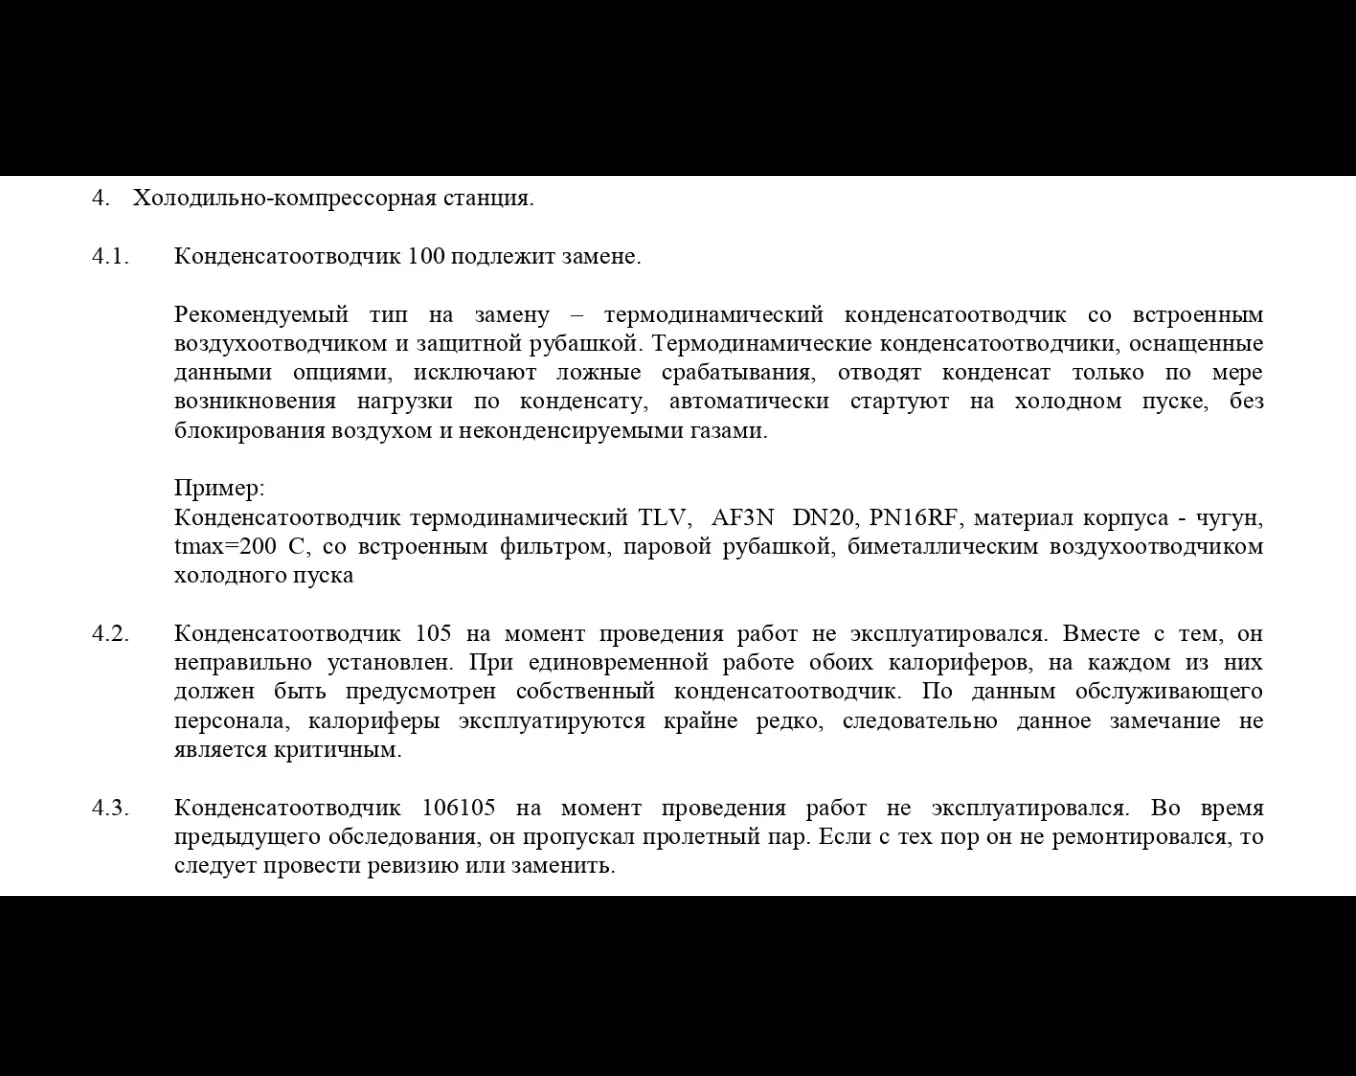 4. Холодильно-компрессорная станция.
4.1. Конденсатоотводчик 100 подлежит замене.
Рекомендуемый тип на замену – термодинамический конденсатоотводчик со встроенным
воздухоотводчиком и защитной рубашкой. Термодинамические конденсатоотводчики, оснащенные
данными опциями, исключают ложные срабатывания, отводят конденсат только по мере
возникновения нагрузки по конденсату, автоматически стартуют на холодном пуске, без
блокирования воздухом и неконденсируемыми газами.
Пример:
Конденсатоотводчик термодинамический TLV, AF3N DN20, PN16RF, материал корпуса - чугун,
tmax=200 С, со встроенным фильтром, паровой рубашкой, биметаллическим воздухоотводчиком
холодного пуска
4.2. Конденсатоотводчик 105 на момент проведения работ не эксплуатировался. Вместе с тем, он
неправильно установлен. При единовременной работе обоих калориферов, на каждом из них
должен быть предусмотрен собственный конденсатоотводчик. По данным обслуживающего
персонала, калориферы эксплуатируются крайне редко, следовательно данное замечание не
является критичным.
4.3. Конденсатоотводчик 106105 на момент проведения работ не эксплуатировался. Во время
предыдущего обследования, он пропускал пролетный пар. Если с тех пор он не ремонтировался, то
следует провести ревизию или заменить.